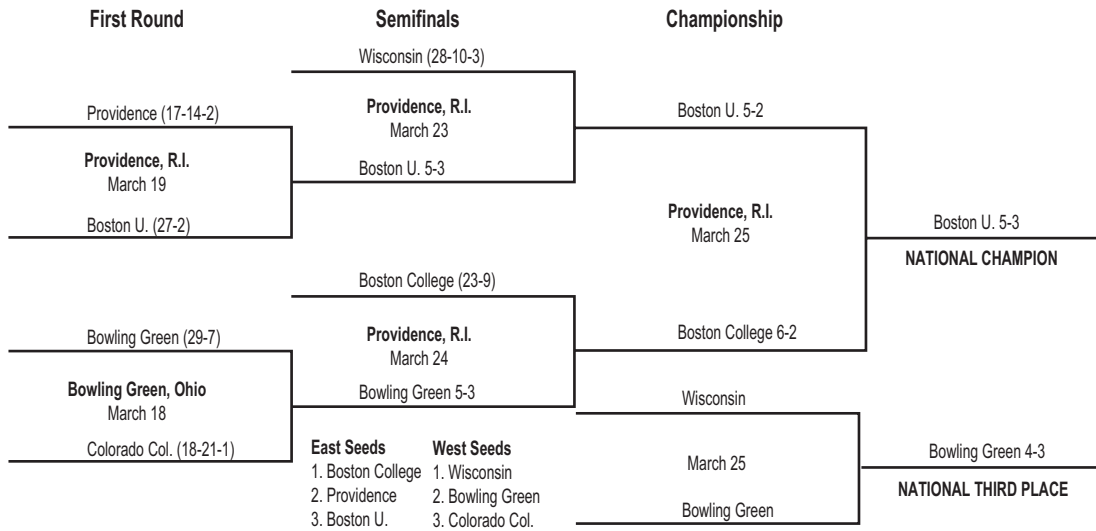 First Round
Semifinals
Championship
Wisconsin (28-10-3)
Providence (17-14-2)
Providence, R.I.
March 23
Boston U. 5-2
Providence, R.I.
March 19
Boston U. 5-3
Boston U. (27-2)
Providence, R.I.
March 25
Boston U. 5-3
NATIONAL CHAMPION
Boston College (23-9)
Bowling Green (29-7)
Providence, R.I.
March 24
Boston College 6-2
Bowling Green, Ohio
March 18
Bowling Green 5-3
Wisconsin
Colorado Col. (18-21-1)
East Seeds
1. Boston College
2. Providence
3. Boston U.
West Seeds
1. Wisconsin
2. Bowling Green
3. Colorado Col.
March 25
Bowling Green
Bowling Green 4-3
NATIONAL THIRD PLACE